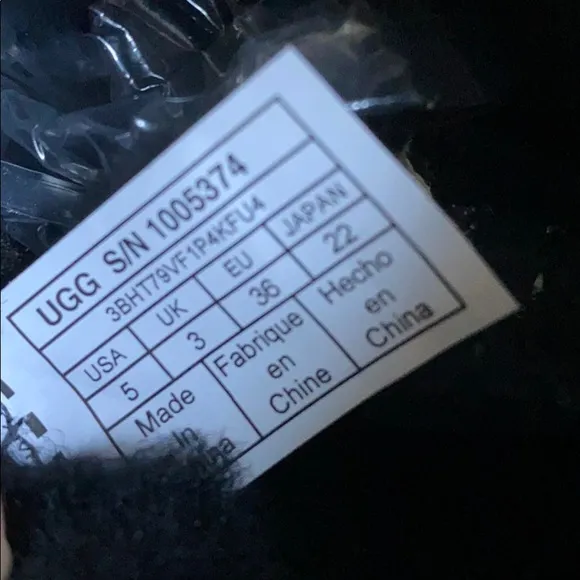 UGG S/N 1005374
3BHT79VF1P4KFU4
USA UK EU JAPAN
5 3 36 22
Made Fabrique Hecho
In en en
Chine China